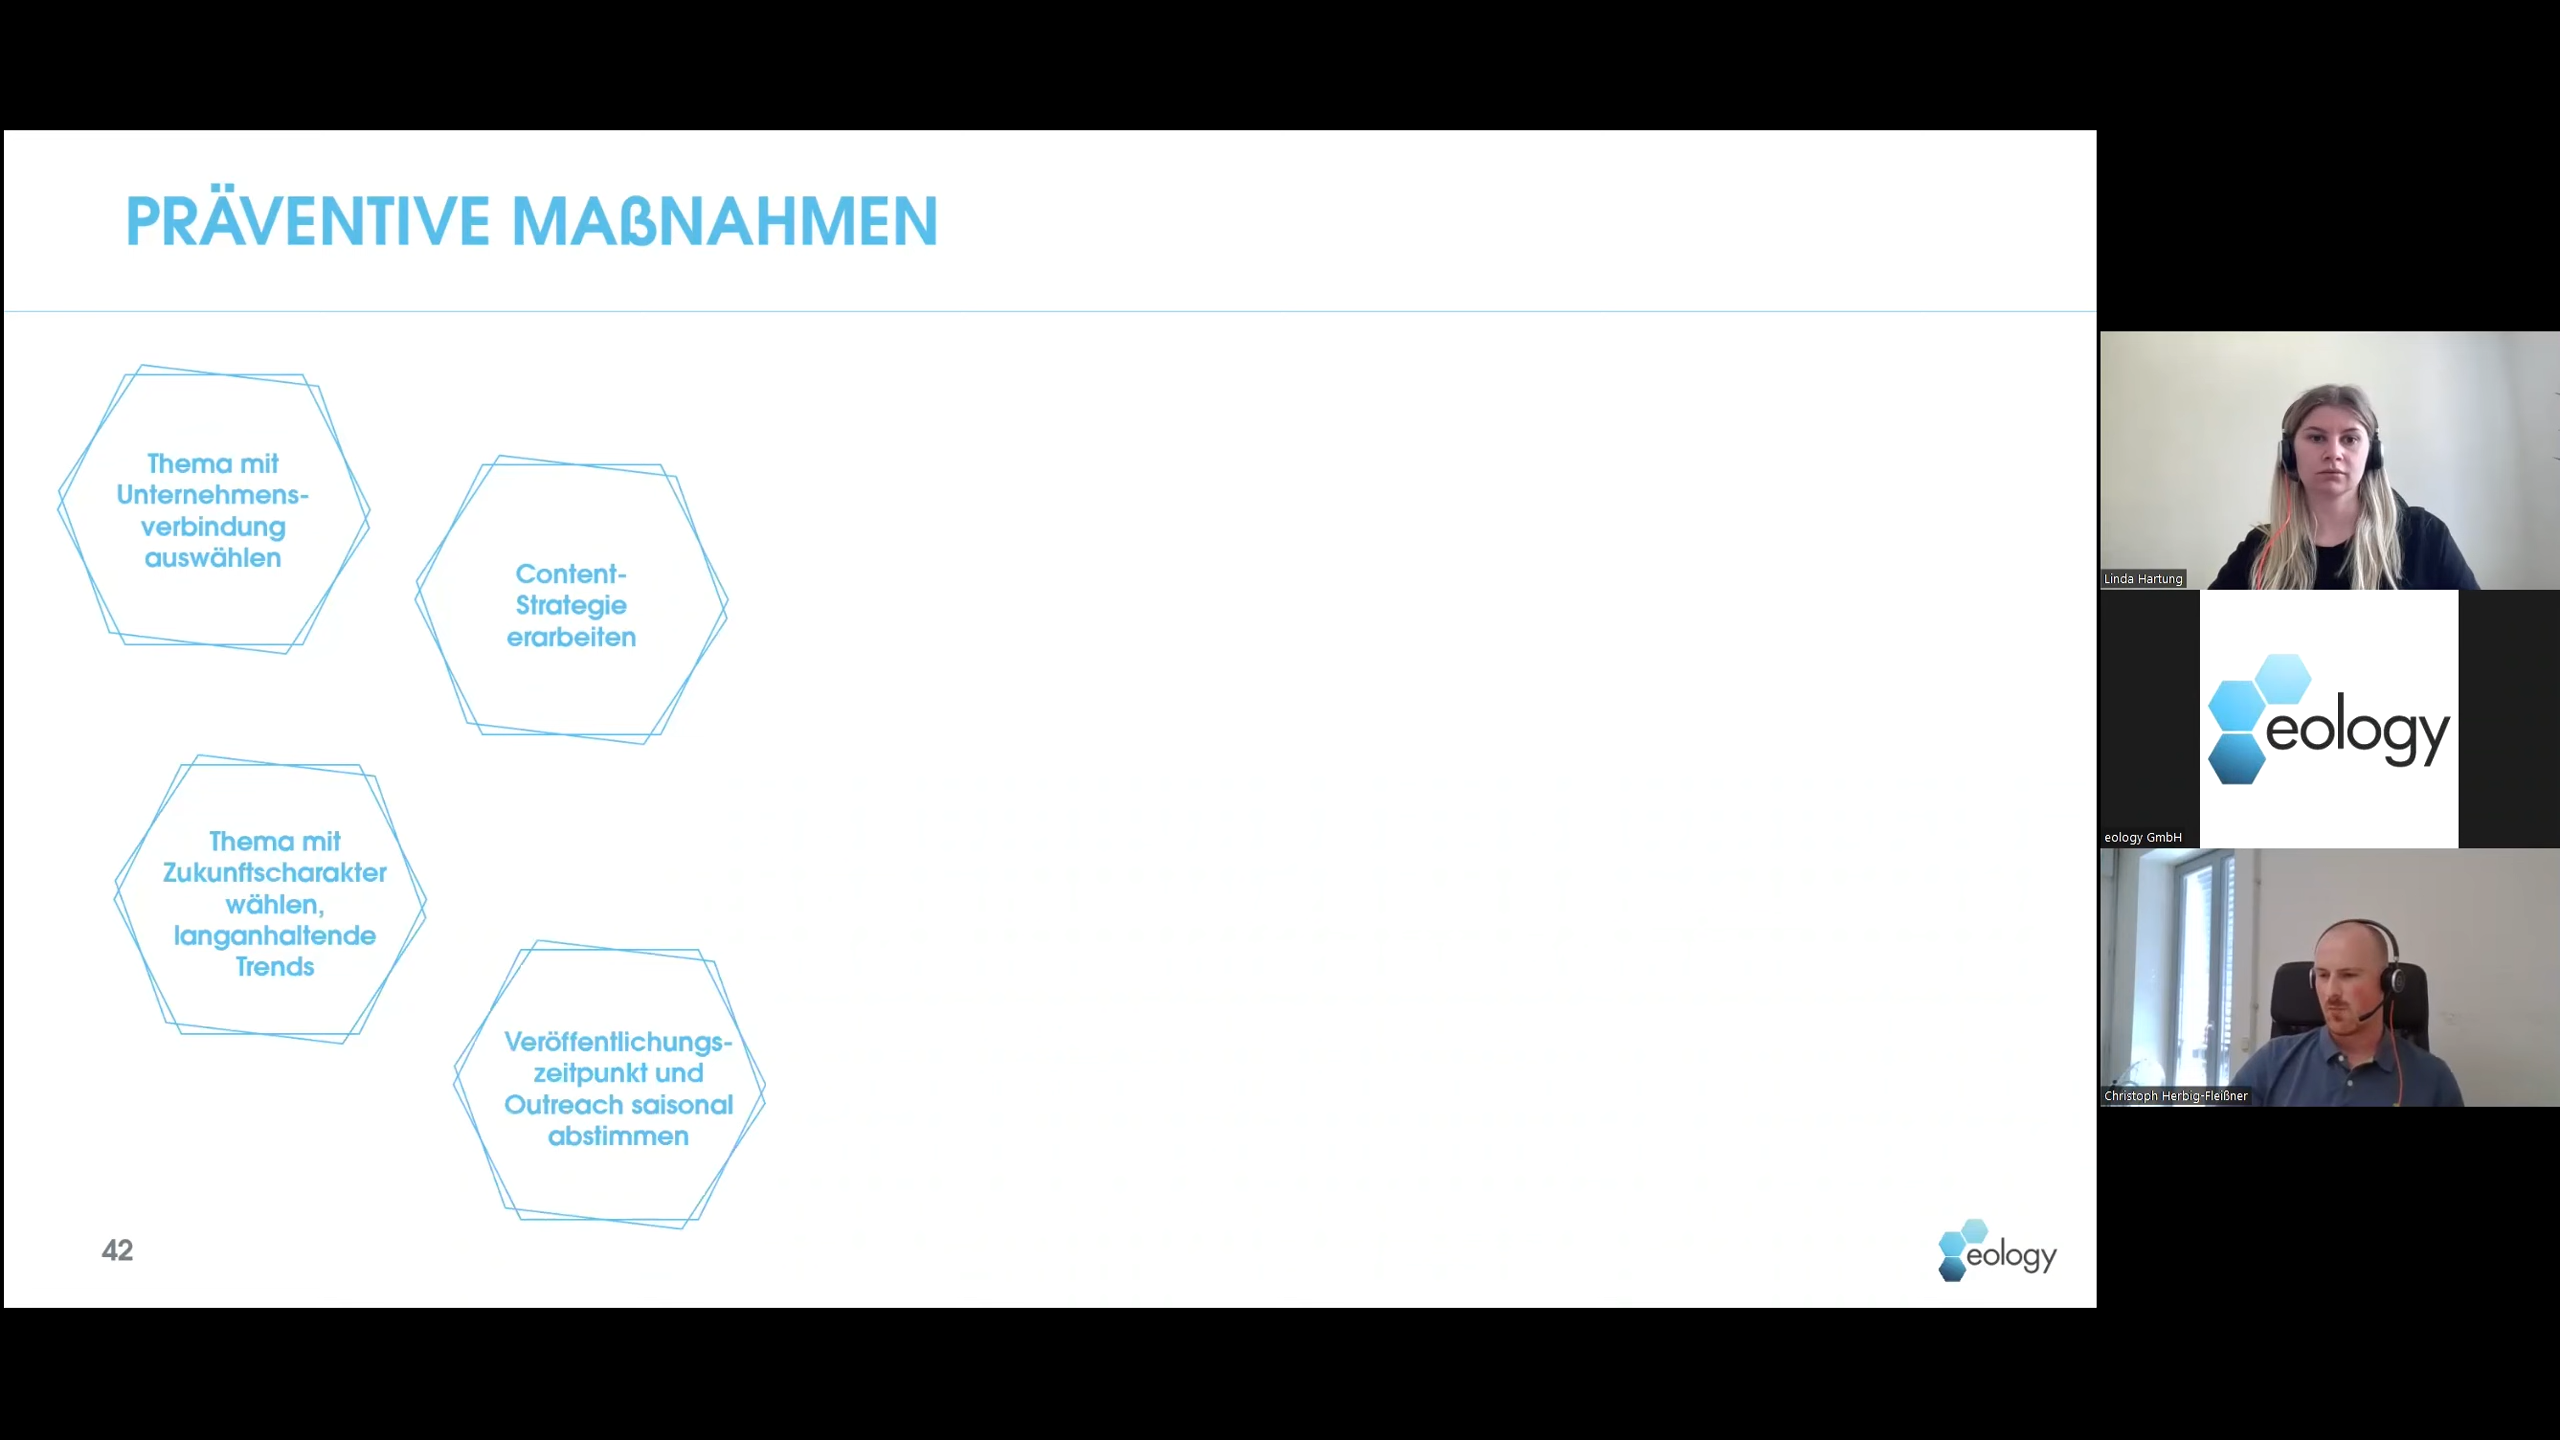 PRÄVENTIVE MAßNAHMEN
Thema mit
Unternehmens-
verbindung
auswählen
Content-
Strategie
erarbeiten
Thema mit
Zukunftscharakter
wählen,
langanhaltende
Trends
Veröffentlichungs-
zeitpunkt und
Outreach saisonal
abstimmen
42
eology
Linda Hartung
eology
eology GmbH
Christoph Herbig-Fleißner